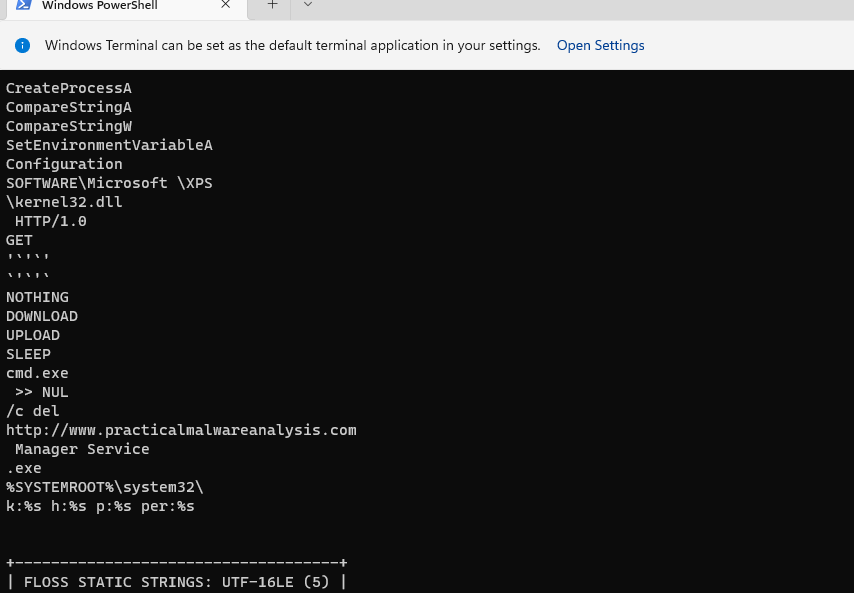 Windows PowerShell
Windows Terminal can be set as the default terminal application in your settings. Open Settings
CreateProcessA
CompareStringA
CompareStringW
SetEnvironmentVariableA
Configuration
SOFTWARE\Microsoft \XPS
\kernel32.dll
 HTTP/1.0
GET
'`'`'
`'`'`
NOTHING
DOWNLOAD
UPLOAD
SLEEP
cmd.exe
 >> NUL
/c del
http://www.practicalmalwareanalysis.com
 Manager Service
.exe
%SYSTEMROOT%\system32\
k:%s h:%s p:%s per:%s
+------------------------------------+
| FLOSS STATIC STRINGS: UTF-16LE (5) |